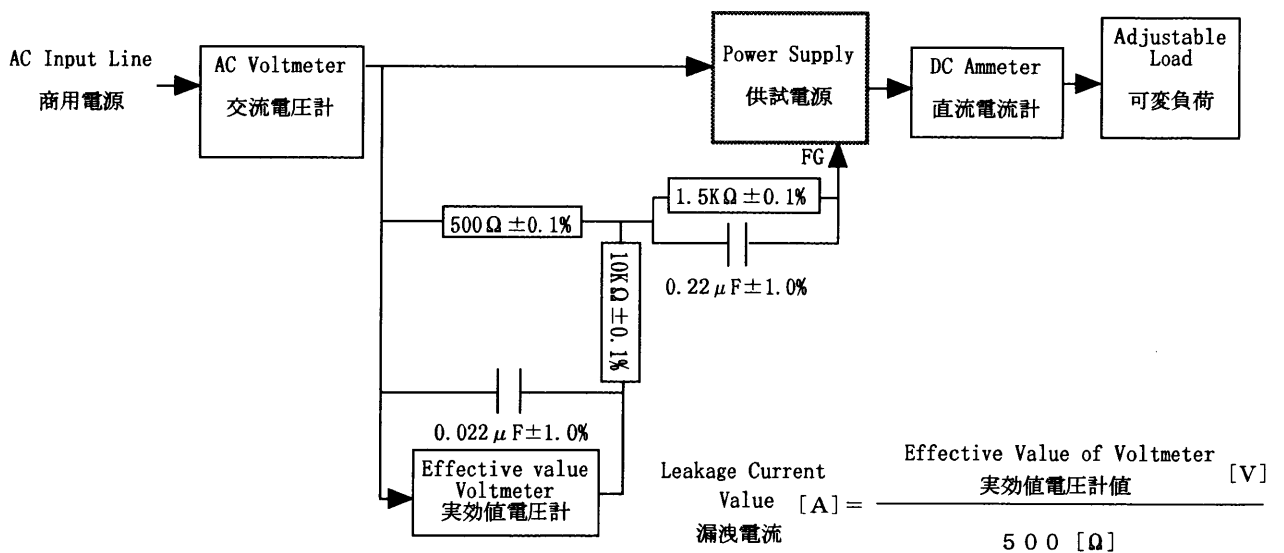 AC Input Line
商用電源
AC Voltmeter
交流電圧計
Power Supply
供試電源
FG
DC Ammeter
直流電流計
Adjustable
Load
可変負荷
500Ω±0.1%
1.5KΩ±0.1%
0.22μF±1.0%
10KΩ±0.1%
0.022μF±1.0%
Effective value
Voltmeter
実効値電圧計
Leakage Current
Value [A]=
漏洩電流
Effective Value of Voltmeter
実効値電圧計値 [V]
500 [Ω]